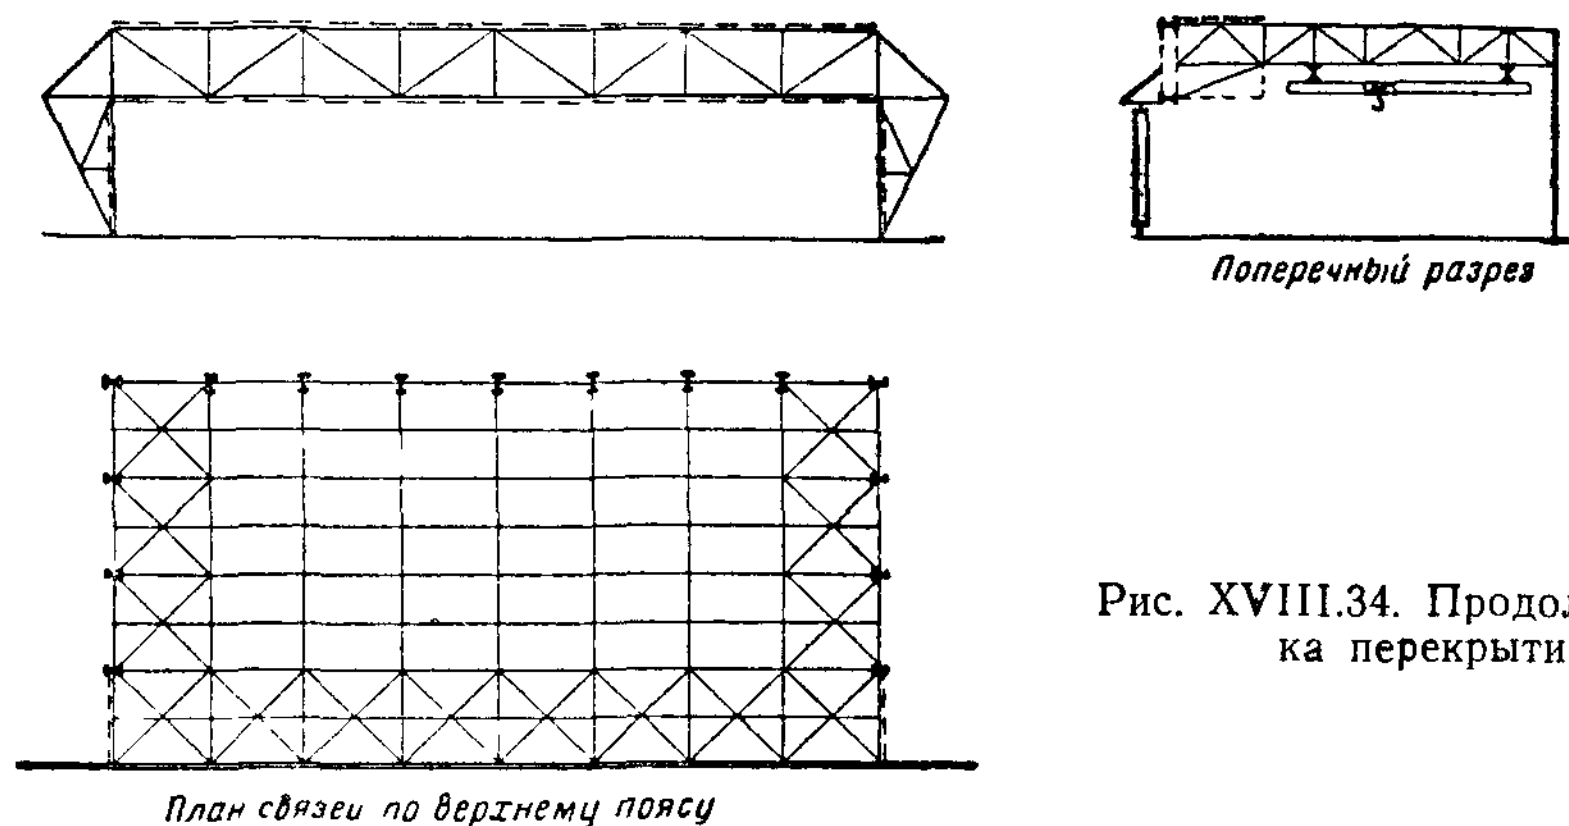 Поперечный разрез
Рис. XVIII.34. Продол
ка перекрыти
План связей по верхнему поясу